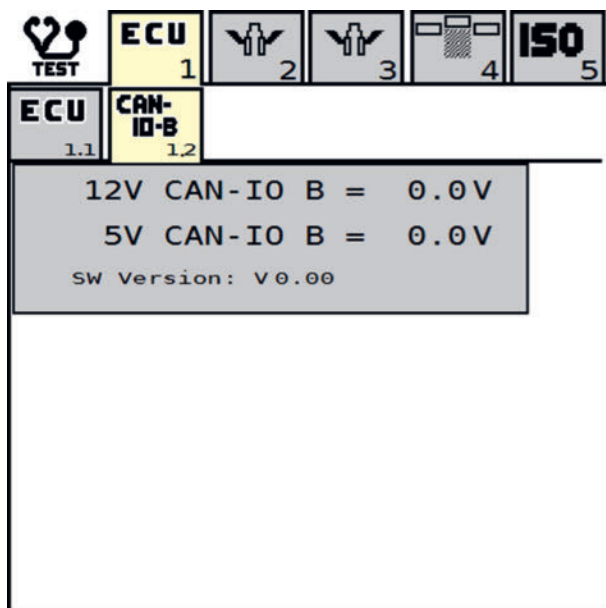 TEST
ECU
1
2
3
4
ISO
5
ECU
1.1
CAN-
IO-B
1.2
12V CAN-IO B = 0.0V
5V CAN-IO B = 0.0V
SW Version: V0.00